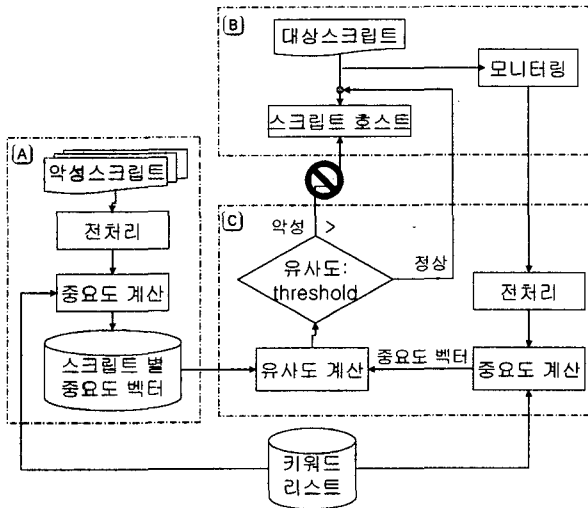 B
대상스크립트
모니터링
스크립트 호스트
A
악성스크립트
전처리
중요도 계산
스크립트 별
중요도 벡터
C
악성 >
유사도:
threshold
정상
전처리
유사도 계산
중요도 벡터
중요도 계산
키워드
리스트